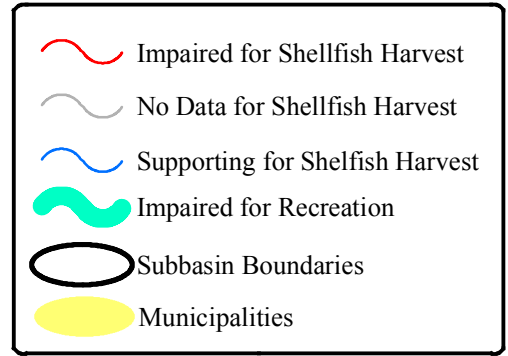 Impaired for Shellfish Harvest
No Data for Shellfish Harvest
Supporting for Shelfish Harvest
Impaired for Recreation
Subbasin Boundaries
Municipalities